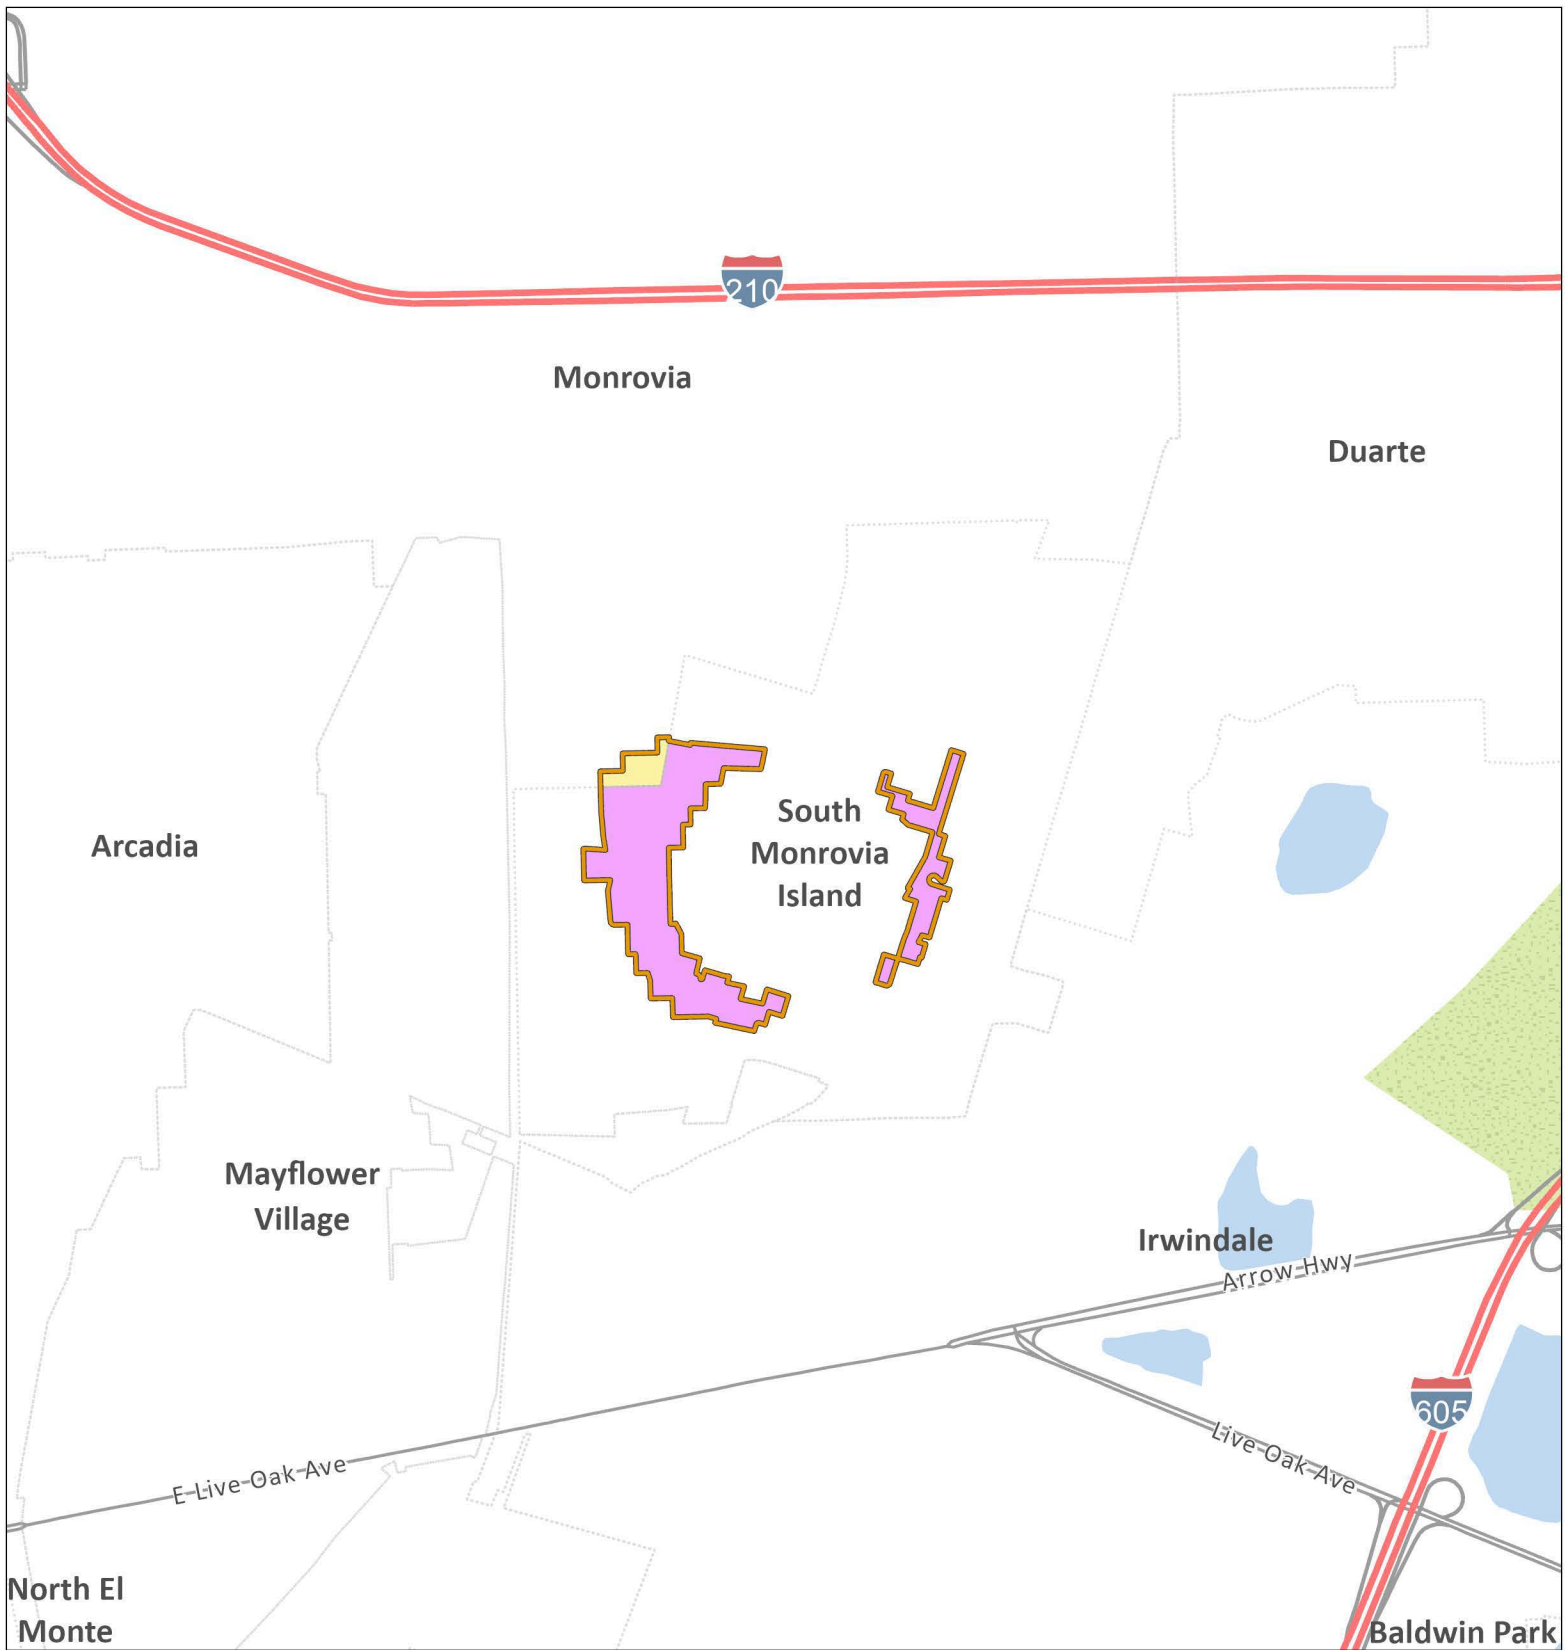 210
Monrovia
Duarte
South
Monrovia
Island
Arcadia
Mayflower
Village
Irwindale
Arrow Hwy
605
Live Oak Ave
E Live Oak Ave
North El
Monte
Baldwin Park